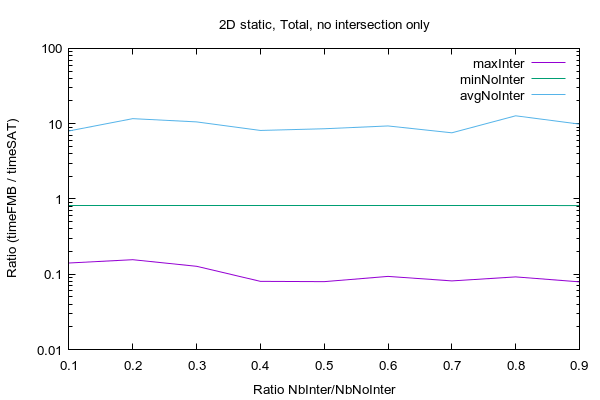 2D static, Total, no intersection only
100
10
1
0.1
0.01
Ratio (timeFMB / timeSAT)
maxInter
minNoInter
avgNoInter
0.1 0.2 0.3 0.4 0.5 0.6 0.7 0.8 0.9
Ratio NbInter/NbNoInter